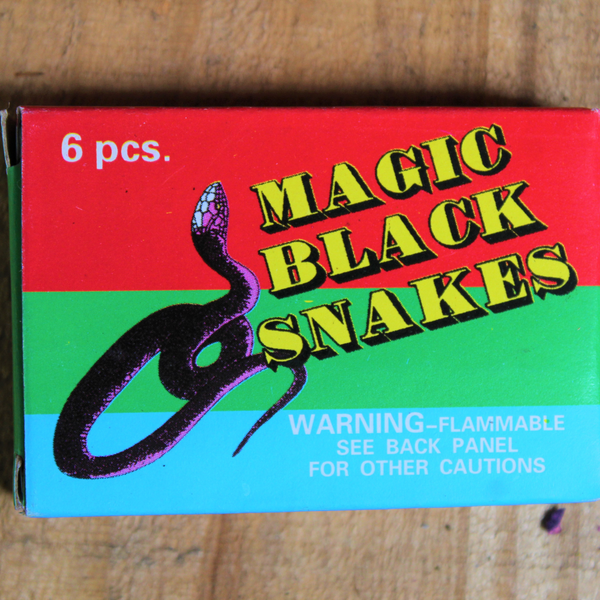 6 pcs.
MAGIC
BLACK
SNAKES
WARNING–FLAMMABLE
SEE BACK PANEL
FOR OTHER CAUTIONS